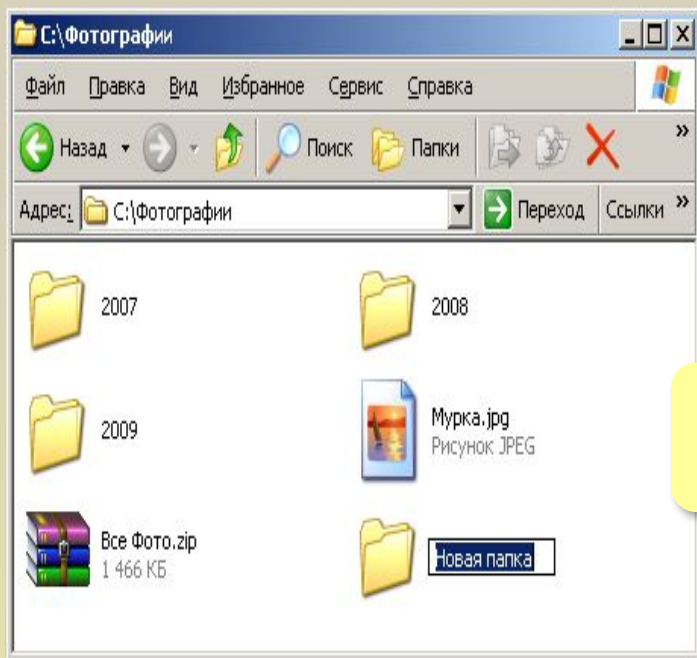 C:\Фотографии
Файл Правка Вид Избранное Сервис Справка
Назад Поиск Папки »
Адрес: C:\Фотографии Переход Ссылки »
2007 2008
2009
Мурка.jpg
Рисунок JPEG
Все Фото.zip
1 466 КБ
Новая папка